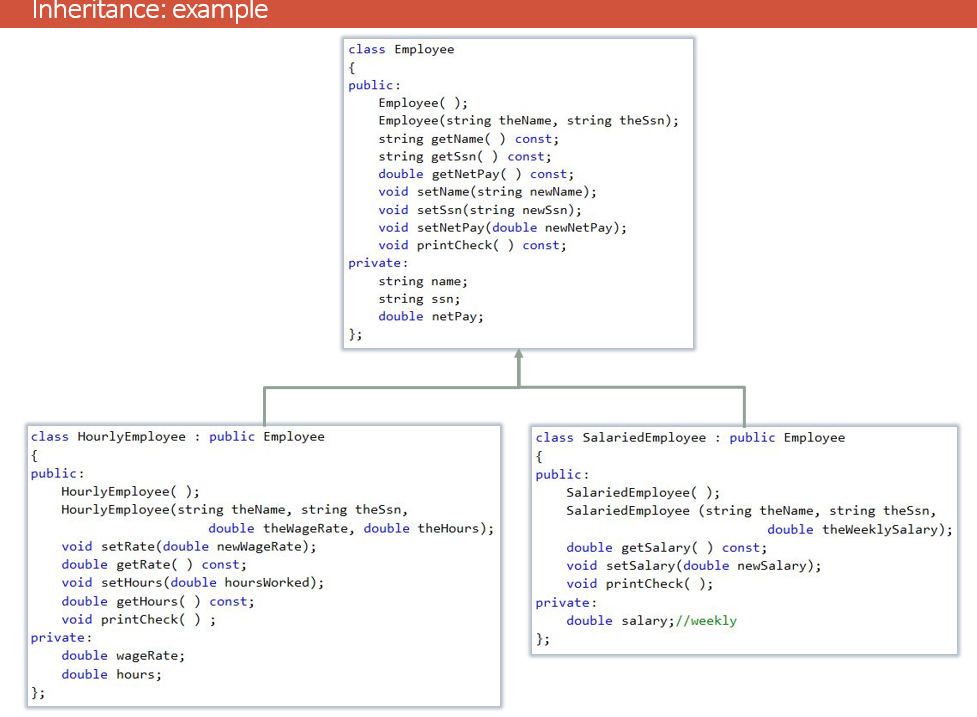 Inheritance: example
class Employee
{
public:
    Employee( );
    Employee(string theName, string theSsn);
    string getName( ) const;
    string getSsn( ) const;
    double getNetPay( ) const;
    void setName(string newName);
    void setSsn(string newSsn);
    void setNetPay(double newNetPay);
    void printCheck( ) const;
private:
    string name;
    string ssn;
    double netPay;
};
class HourlyEmployee : public Employee
{
public:
    HourlyEmployee( );
    HourlyEmployee(string theName, string theSsn,
                   double theWageRate, double theHours);
    void setRate(double newWageRate);
    double getRate( ) const;
    void setHours(double hoursWorked);
    double getHours( ) const;
    void printCheck( ) ;
private:
    double wageRate;
    double hours;
};
class SalariedEmployee : public Employee
{
public:
    SalariedEmployee( );
    SalariedEmployee (string theName, string theSsn,
                      double theWeeklySalary);
    double getSalary( ) const;
    void setSalary(double newSalary);
    void printCheck( );
private:
    double salary;//weekly
};